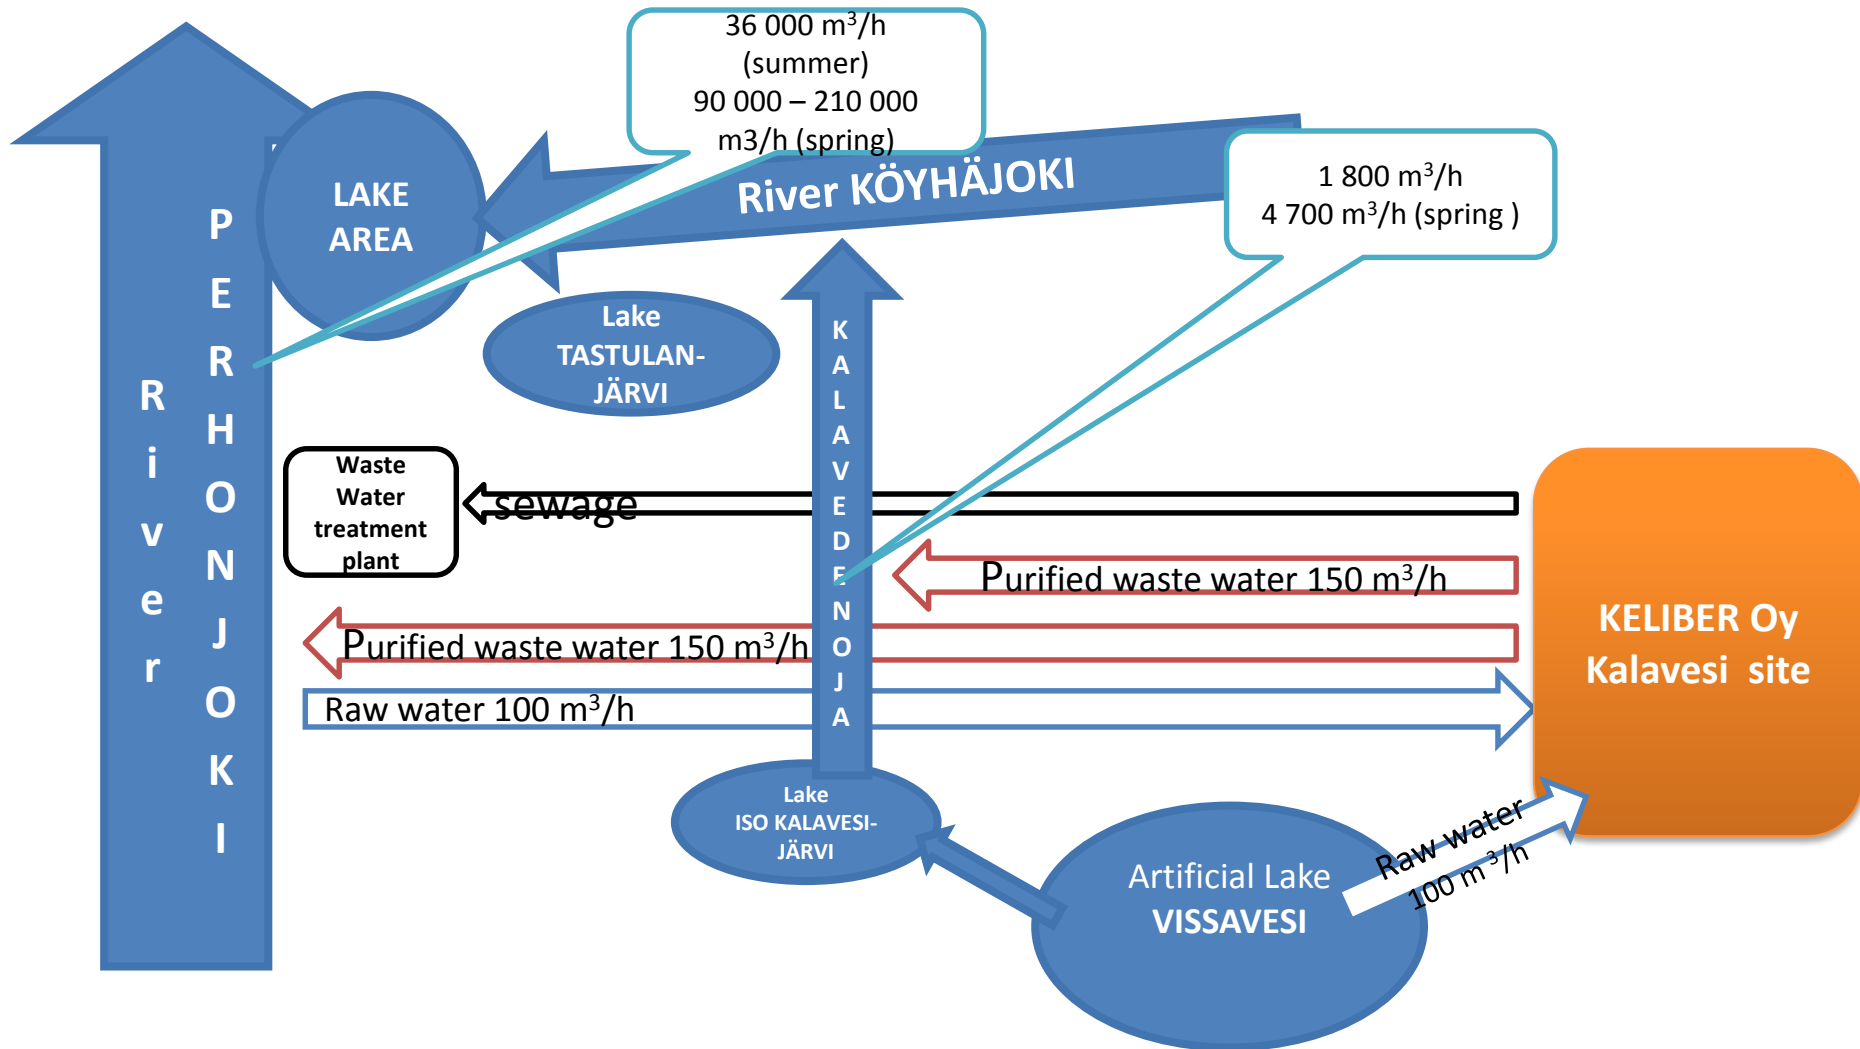 36 000 m³/h
(summer)
90 000 – 210 000
m3/h (spring)
River KÖYHÄJOKI
1 800 m³/h
4 700 m³/h (spring )
LAKE
AREA
River
PERHONJOKI
Lake
TASTULAN-
JÄRVI
KALAVEDENOJA
Waste
Water
treatment
plant
sewage
Purified waste water 150 m³/h
Purified waste water 150 m³/h
Raw water 100 m³/h
KELIBER Oy
Kalavesi site
Lake
ISO KALAVESI-
JÄRVI
Artificial Lake
VISSAVESI
Raw water
100 m³/h